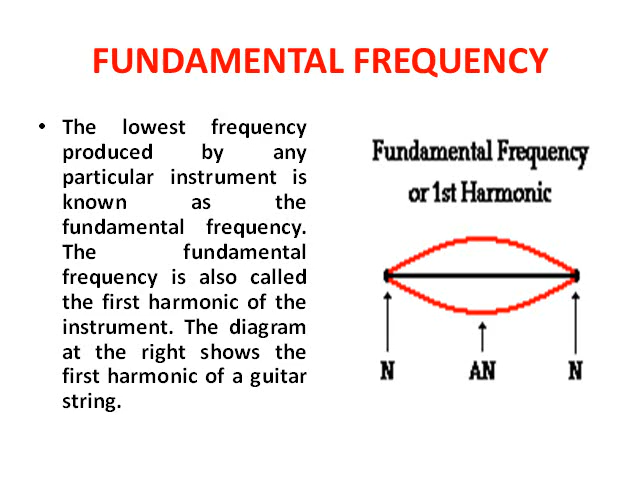 FUNDAMENTAL FREQUENCY
• The lowest frequency
produced by any
particular instrument is
known as the
fundamental frequency.
The fundamental
frequency is also called
the first harmonic of the
instrument. The diagram
at the right shows the
first harmonic of a guitar
string.
Fundamental Frequency
or 1st Harmonic
N AN N